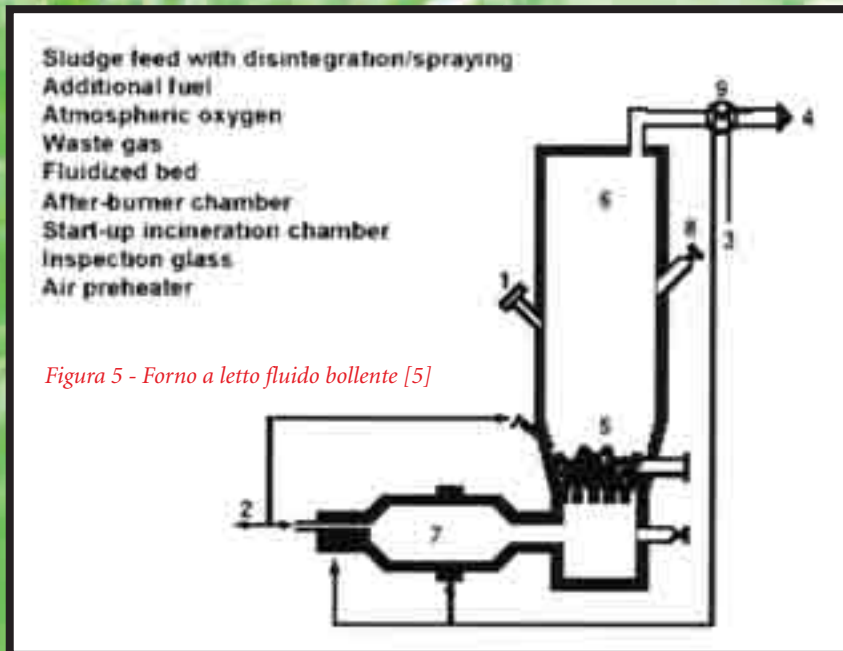 Sludge feed with disintegration/spraying
Additional fuel
Atmospheric oxygen
Waste gas
Fluidized bed
After-burner chamber
Start-up incineration chamber
Inspection glass
Air preheater
Figura 5 - Forno a letto fluido bollente [5]
9
4
6
8
3
1
5
2
7